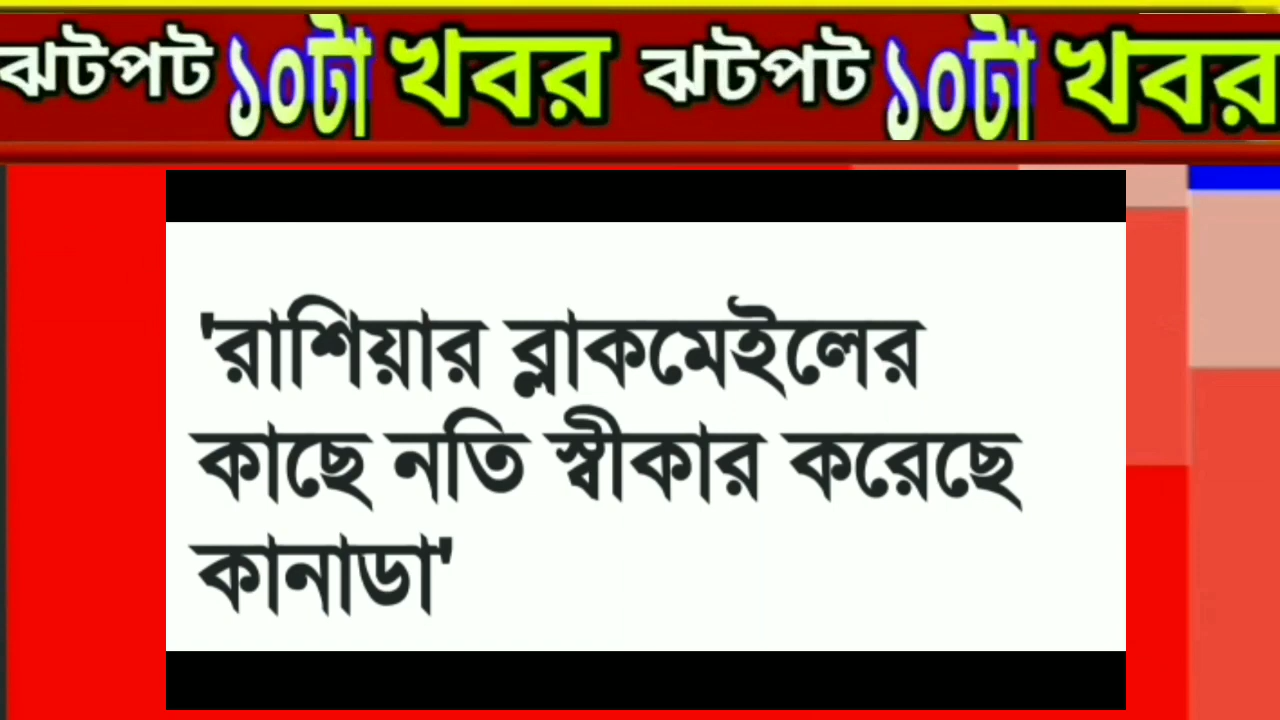 ঝটপট ১০টা খবর ঝটপট ১০টা খবর
'রাশিয়ার ব্লাকমেইলের
কাছে নতি স্বীকার করেছে
কানাডা'